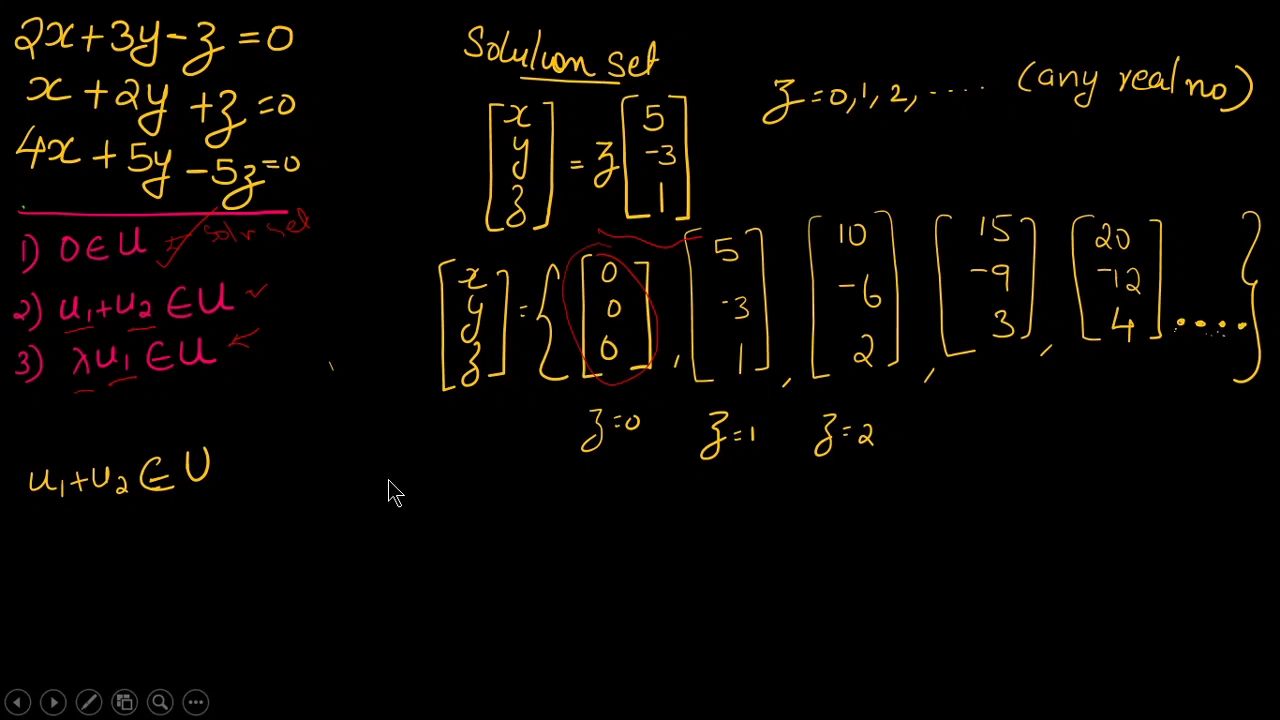 2x+3y-z=0
x+2y+z=0
4x+5y-5z=0
1) 0∈U
soln set
2) u₁+u₂∈U ✓
3) λu₁∈U
u₁+u₂∈U
Solution set
[x y z] = z[5 -3 1]
z=0,1,2,.... (any real no)
[x y z] = {[0 0 0], [5 -3 1], [10 -6 2], [15 -9 3], [20 -12 4] ....}
z=0 z=1 z=2